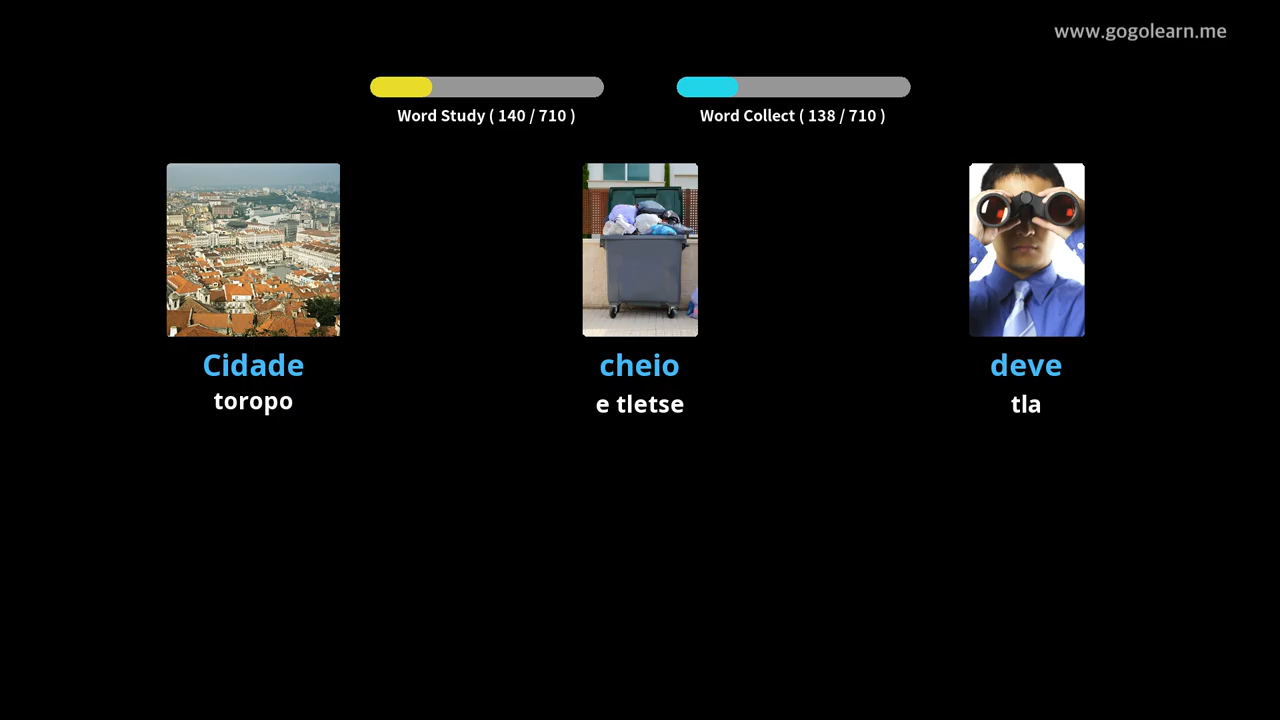 www.gogolearn.me
Word Study ( 140 / 710 )
Word Collect ( 138 / 710 )
Cidade
toropo
cheio
e tletse
deve
tla